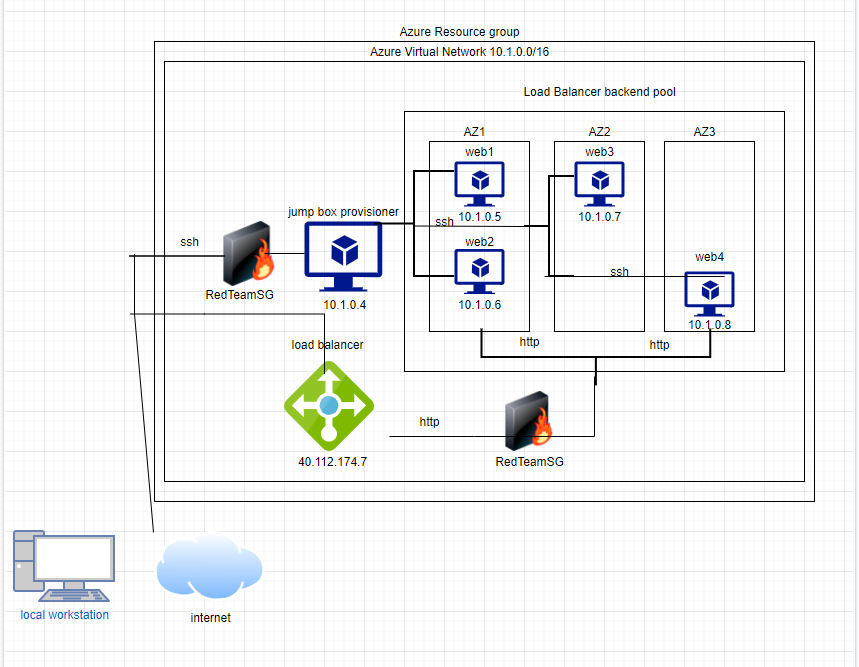 Azure Resource group
Azure Virtual Network 10.1.0.0/16
Load Balancer backend pool
AZ1
AZ2
AZ3
web1
web3
10.1.0.5
10.1.0.7
jump box provisioner
ssh
ssh
web2
web4
ssh
RedTeamSG
10.1.0.4
10.1.0.6
10.1.0.8
load balancer
http
http
http
40.112.174.7
RedTeamSG
local workstation
internet